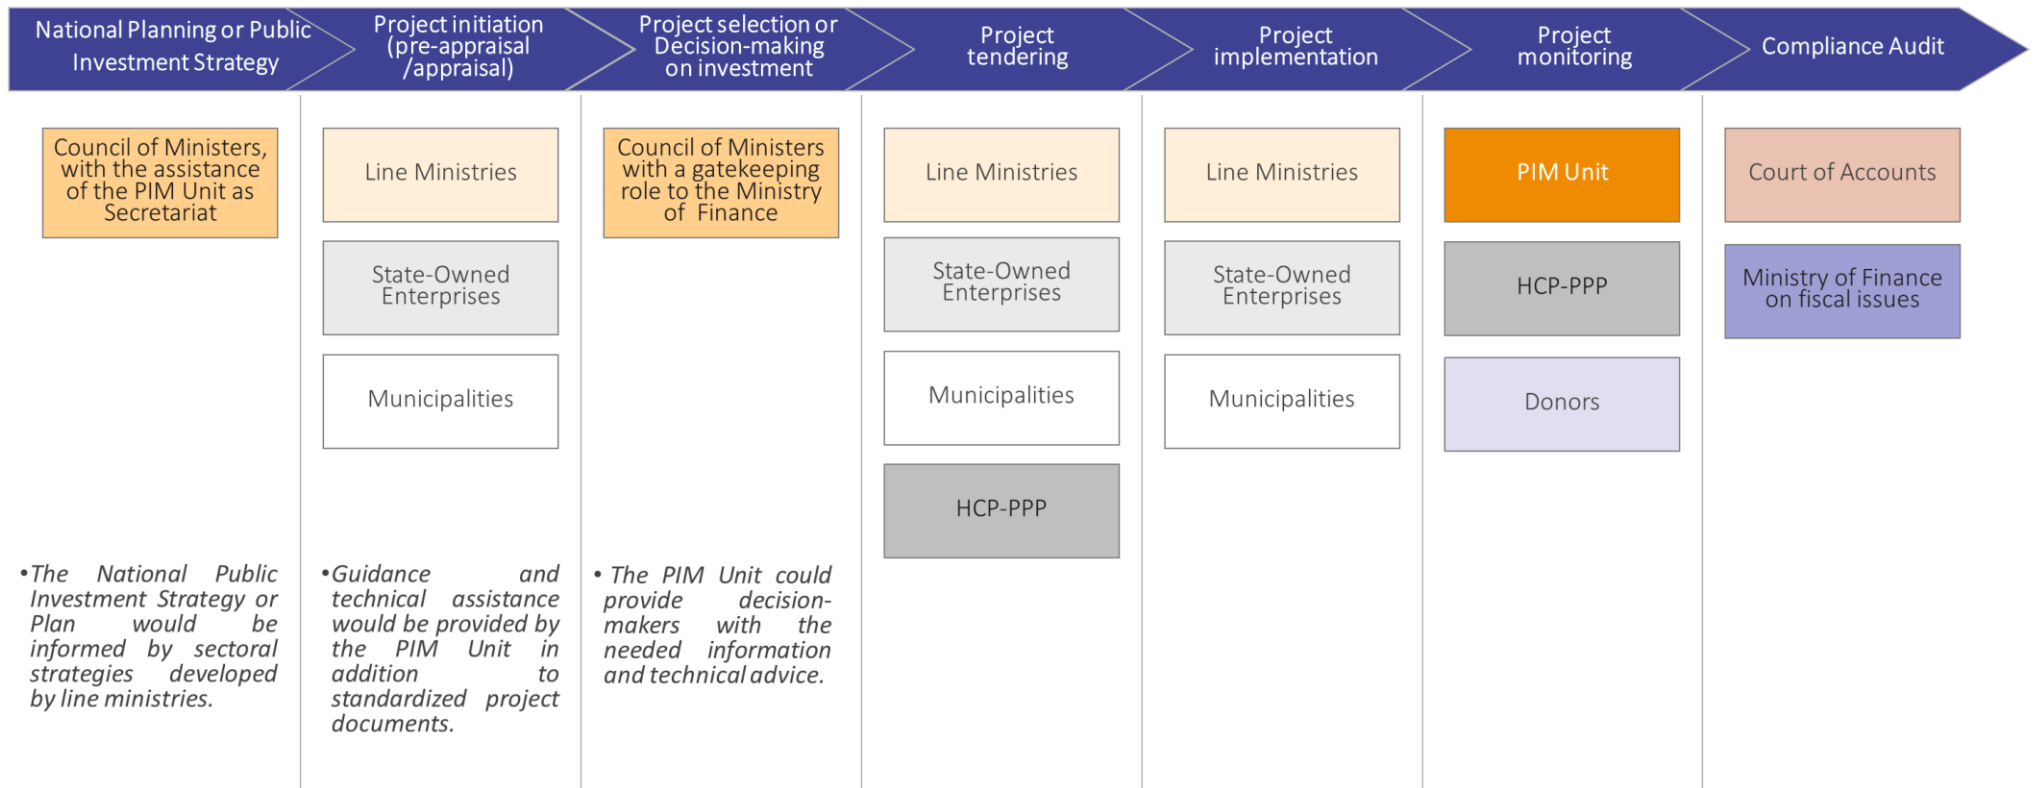 National Planning or Public
Investment Strategy
Project initiation
(pre-appraisal
/appraisal)
Project selection or
Decision-making
on investment
Project
tendering
Project
implementation
Project
monitoring
Compliance Audit
Council of Ministers,
with the assistance
of the PIM Unit as
Secretariat
•The National Public
Investment Strategy or
Plan would be
informed by sectoral
strategies developed
by line ministries.
Line Ministries
State-Owned
Enterprises
Municipalities
•Guidance and
technical assistance
would be provided by
the PIM Unit in
addition to
standardized project
documents.
Council of Ministers
with a gatekeeping
role to the Ministry
of Finance
• The PIM Unit could
provide decision-
makers with the
needed information
and technical advice.
Line Ministries
State-Owned
Enterprises
Municipalities
HCP-PPP
Line Ministries
State-Owned
Enterprises
Municipalities
PIM Unit
HCP-PPP
Donors
Court of Accounts
Ministry of Finance
on fiscal issues